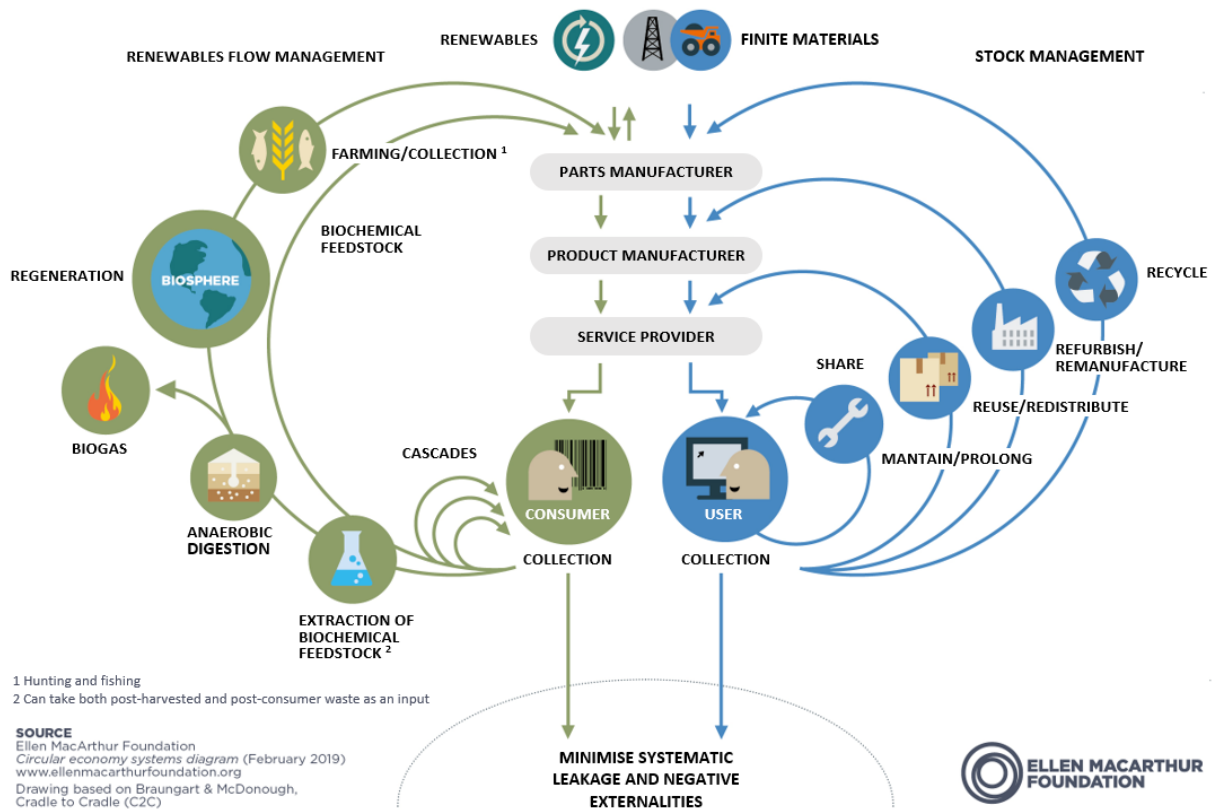 RENEWABLES
FINITE MATERIALS
RENEWABLES FLOW MANAGEMENT
STOCK MANAGEMENT
PARTS MANUFACTURER
PRODUCT MANUFACTURER
SERVICE PROVIDER
FARMING/COLLECTION 1
BIOCHEMICAL
FEEDSTOCK
REGENERATION
BIOSPHERE
BIOGAS
ANAEROBIC
DIGESTION
EXTRACTION OF
BIOCHEMICAL
FEEDSTOCK 2
CASCADES
CONSUMER
COLLECTION
USER
COLLECTION
SHARE
MANTAIN/PROLONG
REUSE/REDISTRIBUTE
REFURBISH/
REMANUFACTURE
RECYCLE
MINIMISE SYSTEMATIC
LEAKAGE AND NEGATIVE
EXTERNALITIES
1 Hunting and fishing
2 Can take both post-harvested and post-consumer waste as an input
SOURCE
Ellen MacArthur Foundation
Circular economy systems diagram (February 2019)
www.ellenmacarthurfoundation.org
Drawing based on Braungart & McDonough,
Cradle to Cradle (C2C)
ELLEN MACARTHUR
FOUNDATION